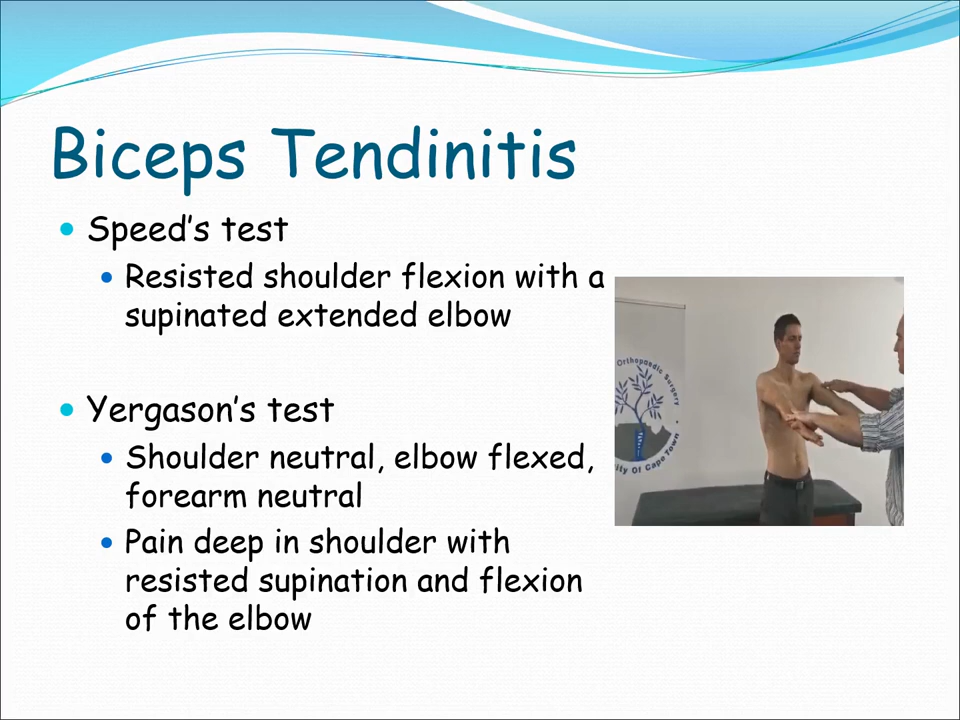 Biceps Tendinitis
Speed's test
Resisted shoulder flexion with a
supinated extended elbow
Yergason's test
Shoulder neutral, elbow flexed,
forearm neutral
Pain deep in shoulder with
resisted supination and flexion
of the elbow
Orthopaedic Surgery
ity Of Cape Town